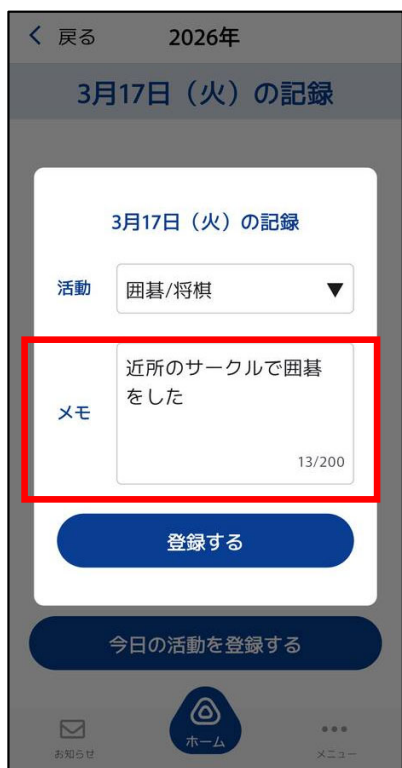 戻る
2026年
3月17日（火）の記録
3月17日（火）の記録
活動
囲碁/将棋
メモ
近所のサークルで囲碁
をした
13/200
登録する
今日の活動を登録する
お知らせ
ホーム
メニュー